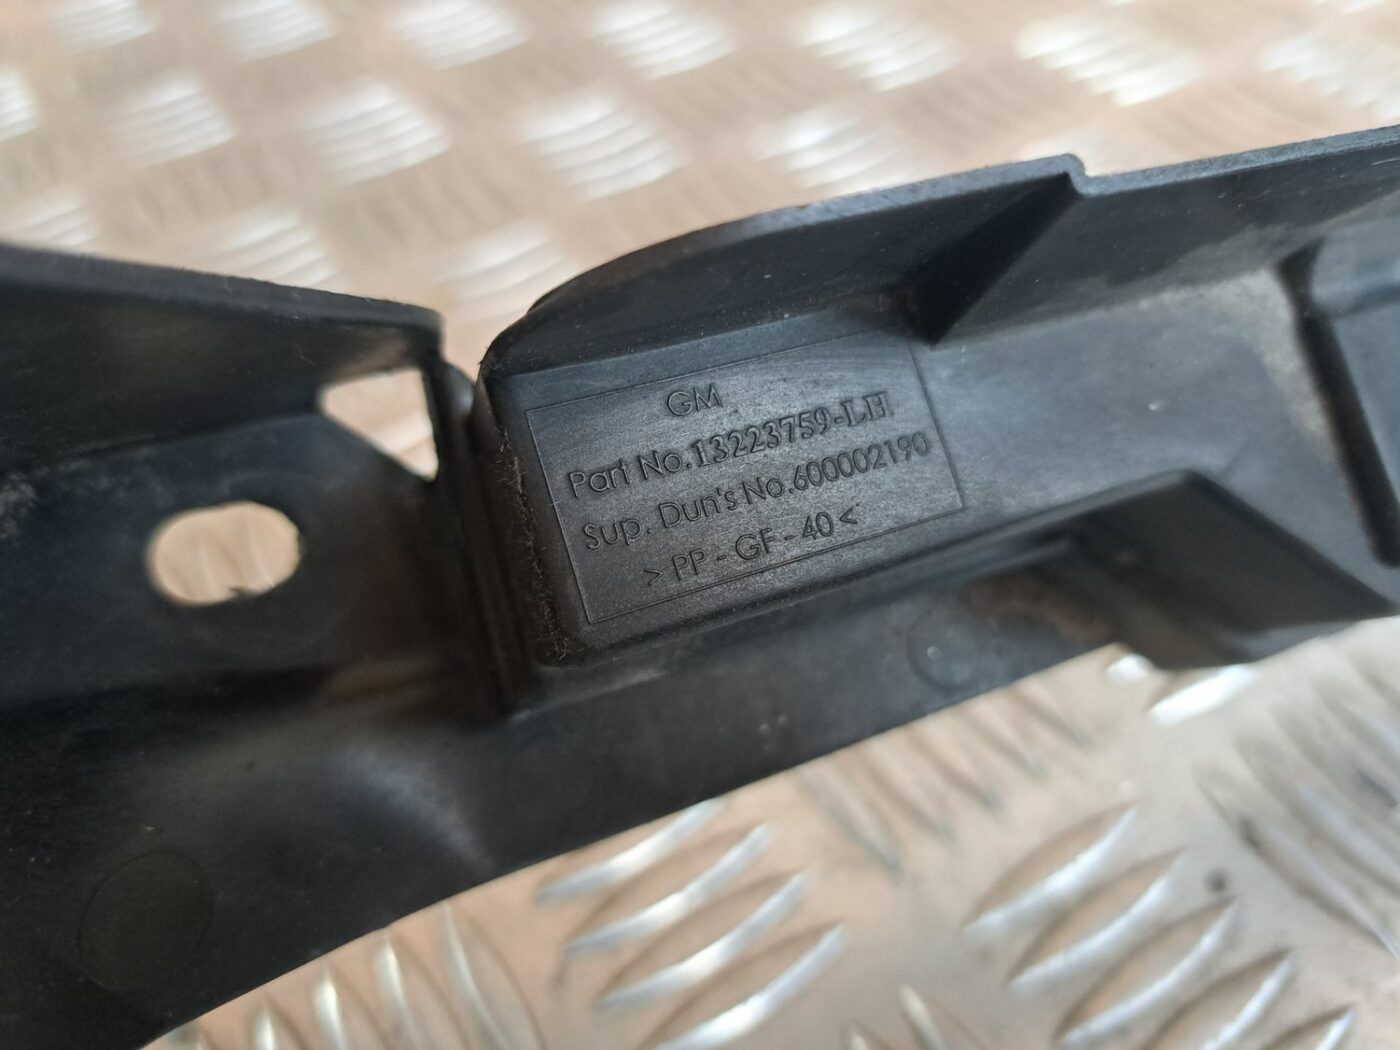 GM
Part No.13223759-LH
Sup. Dun's No.600002190
> PP - GF - 40 <